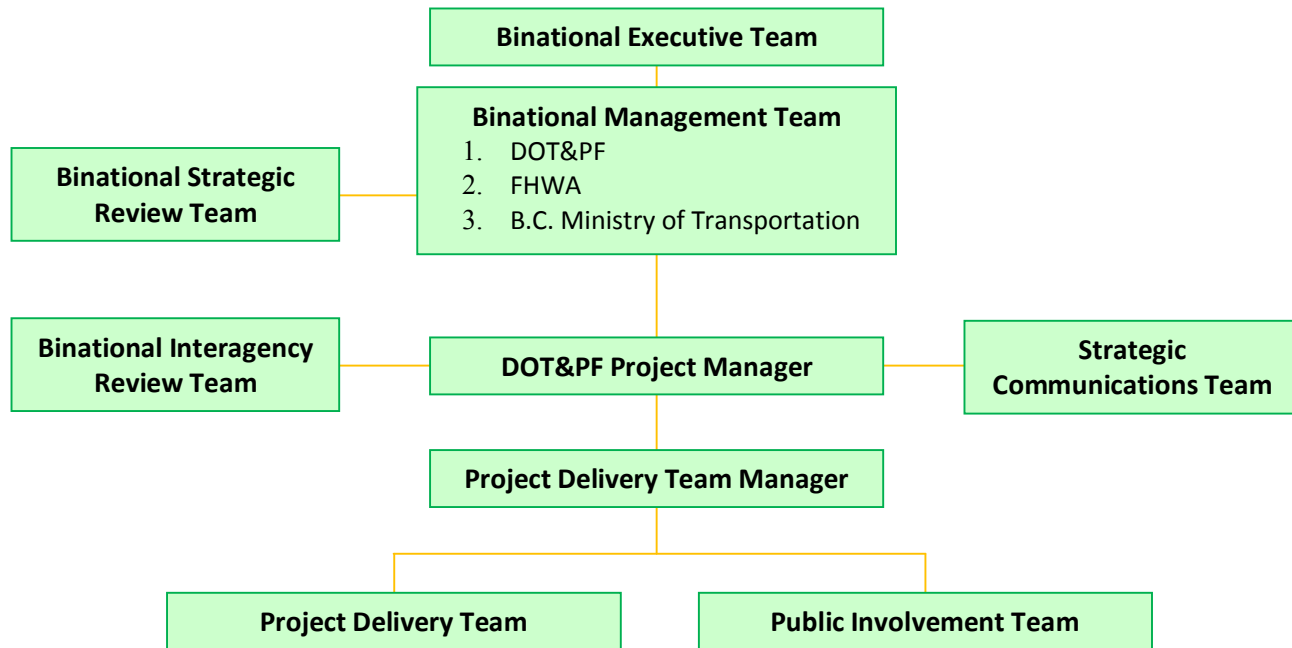 Binational Executive Team
Binational Management Team
1. DOT&PF
2. FHWA
3. B.C. Ministry of Transportation
Binational Strategic
Review Team
Binational Interagency
Review Team
DOT&PF Project Manager
Strategic
Communications Team
Project Delivery Team Manager
Project Delivery Team
Public Involvement Team